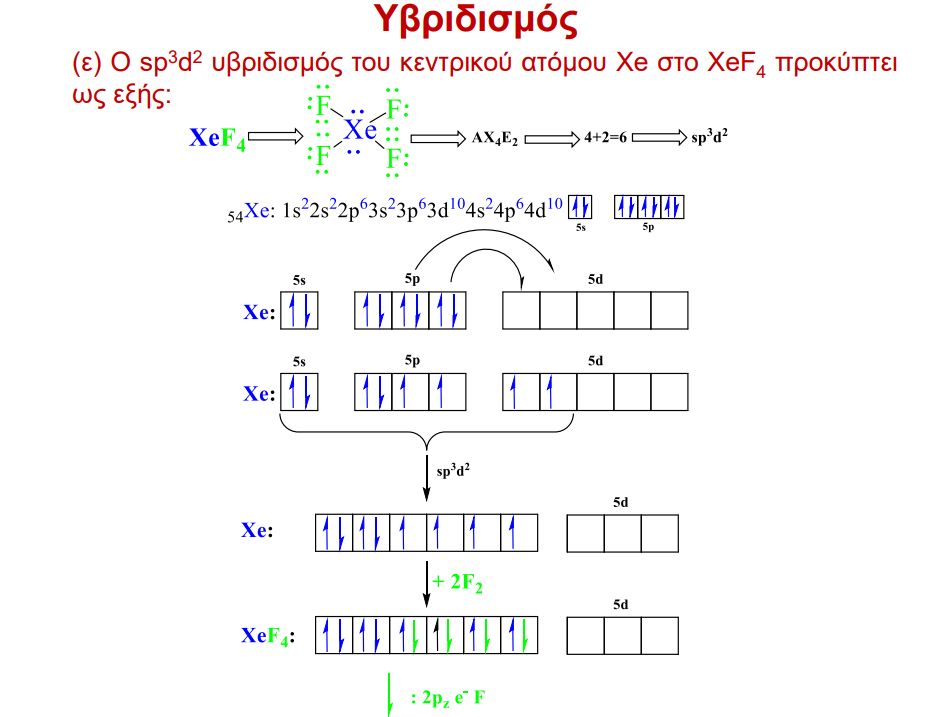 Υβριδισμός
(ε) Ο sp³d² υβριδισμός του κεντρικού ατόμου Xe στο XeF₄ προκύπτει
ως εξής:
XeF₄ :F: Xe :F: :F: :F: AX₄E₂ 4+2=6 sp³d²
₅₄Xe: 1s²2s²2p⁶3s²3p⁶3d¹⁰4s²4p⁶4d¹⁰
5s 5p
5s 5p 5d
Xe:
5s 5p 5d
Xe:
sp³d²
5d
Xe:
+ 2F₂
5d
XeF₄:
: 2p_z e⁻ F